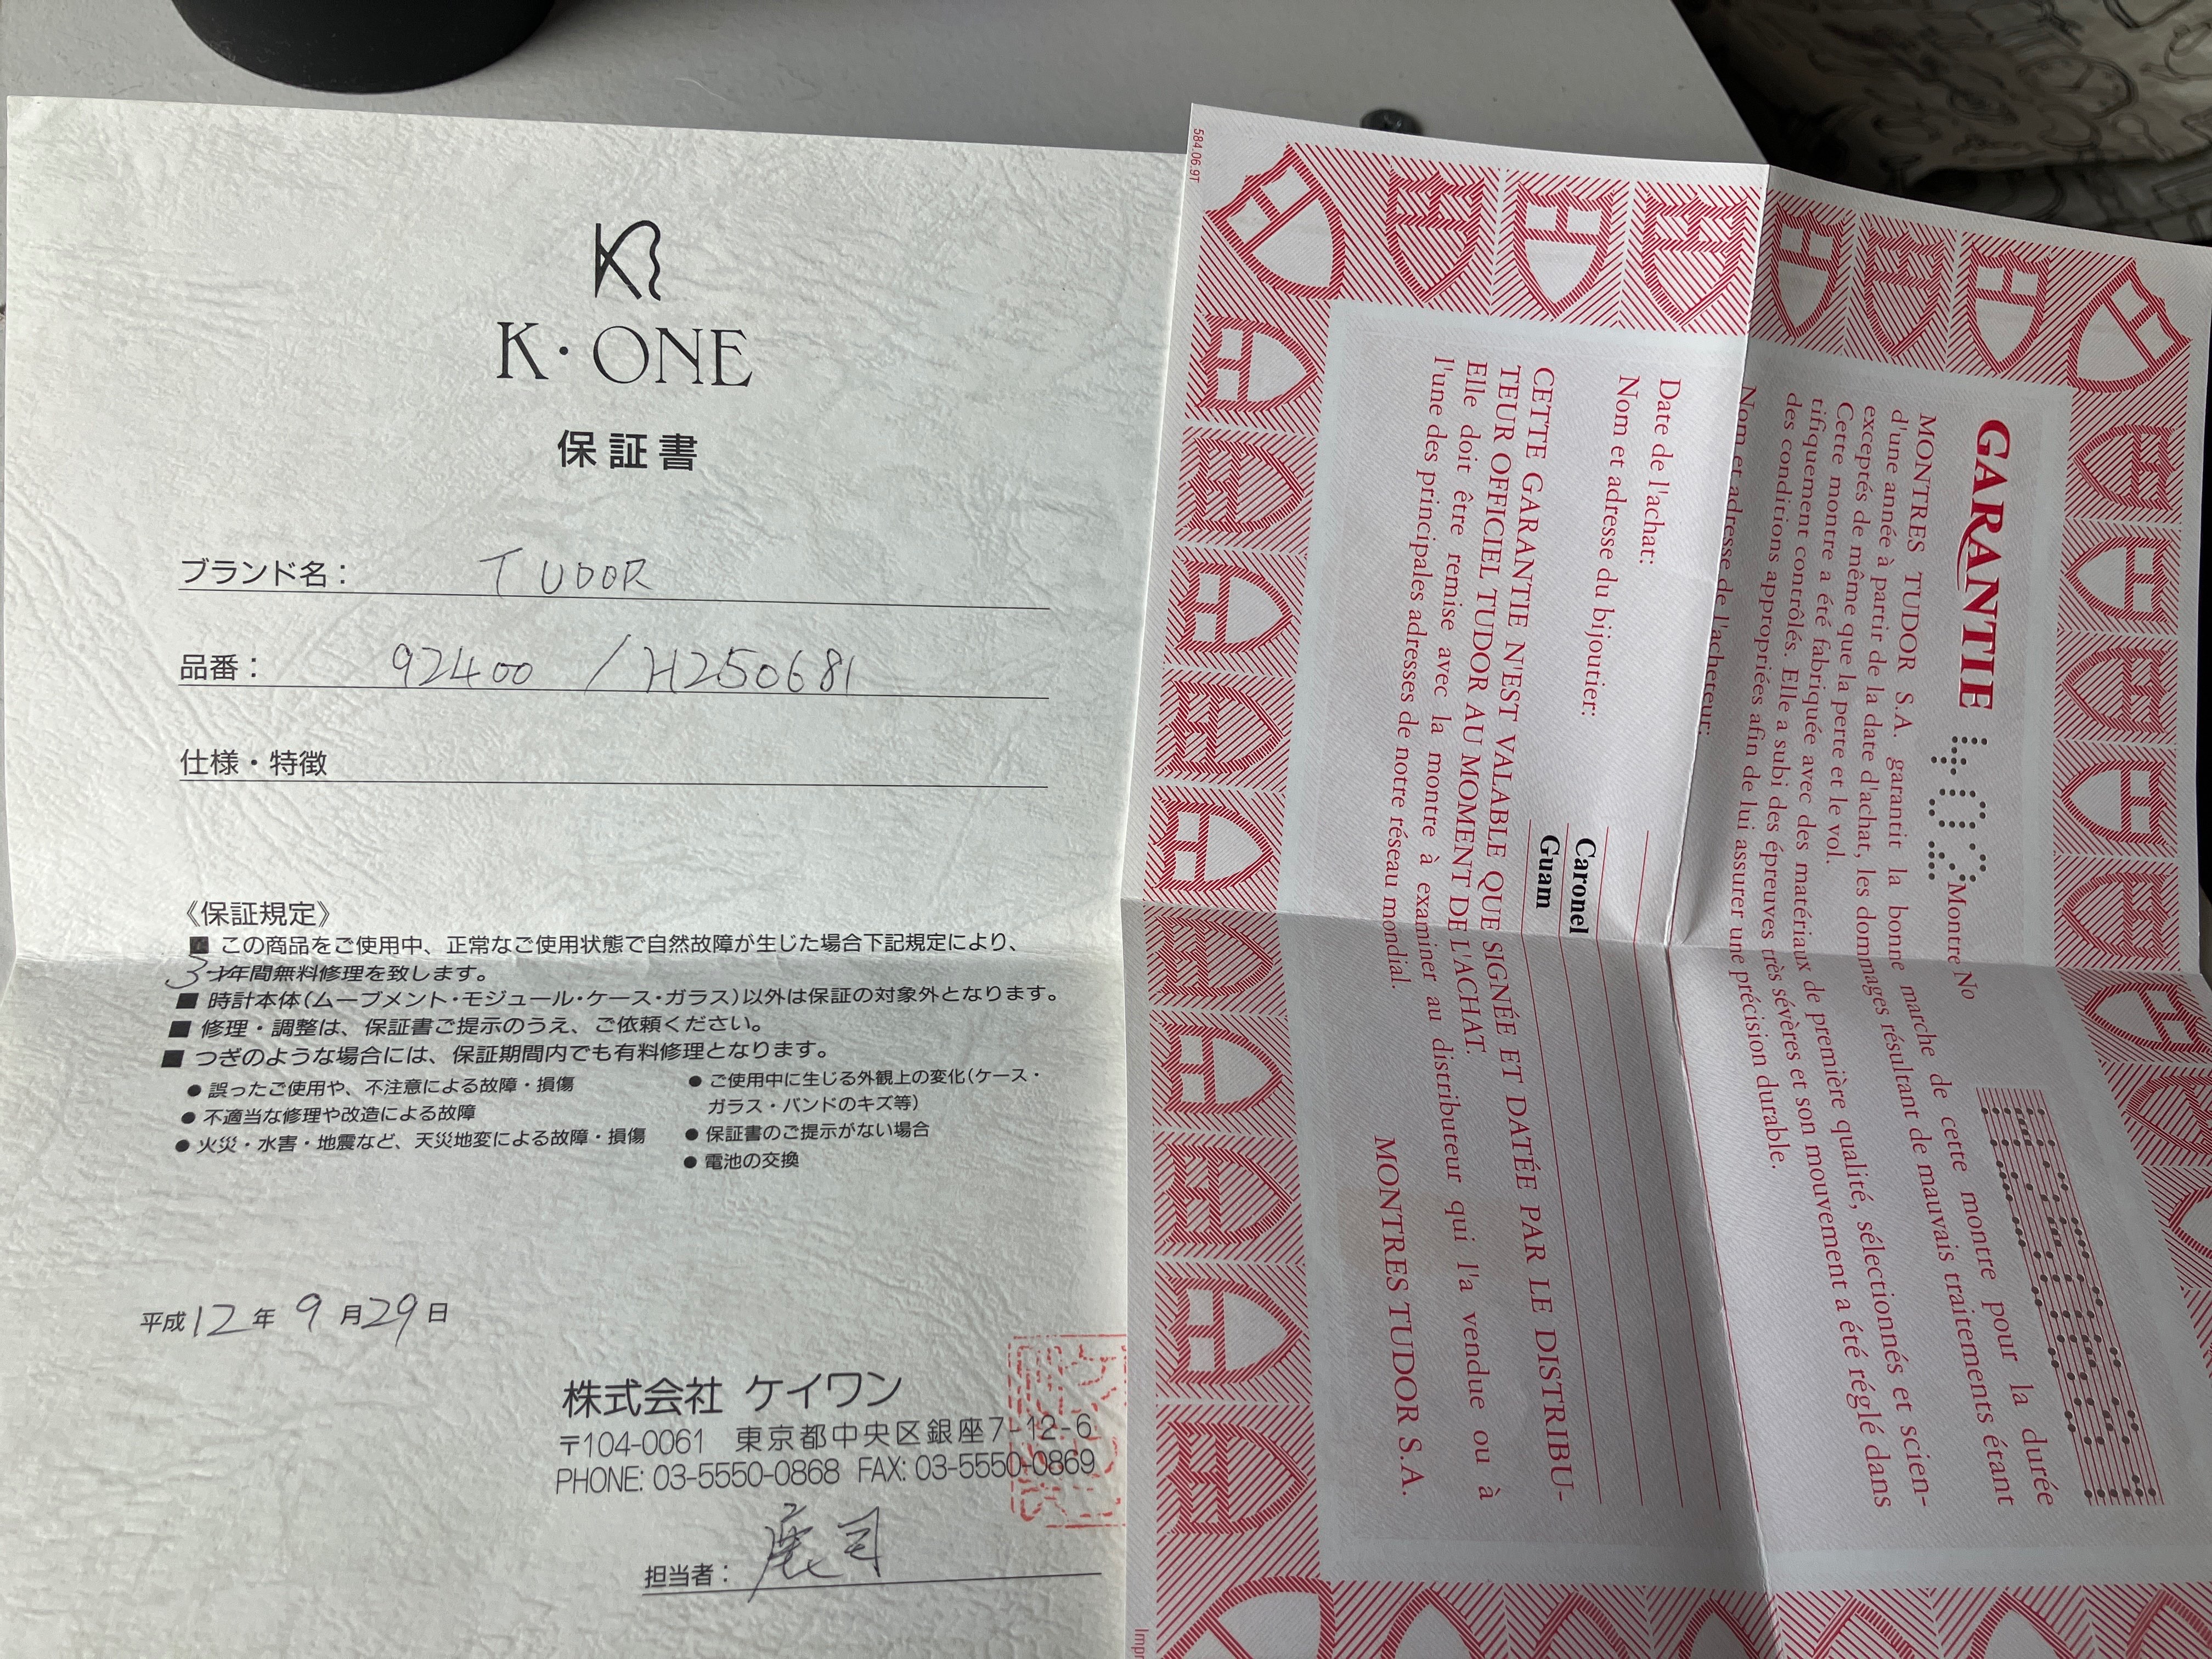 K・ONE
保証書
ブランド名： TUDOR
品番： 92400 / H250681
仕様・特徴
《保証規定》
■ この商品をご使用中、正常なご使用状態で自然故障が生じた場合下記規定により、
3 1年間無料修理を致します。
■ 時計本体（ムーブメント・モジュール・ケース・ガラス）以外は保証の対象外となります。
■ 修理・調整は、保証書ご提示のうえ、ご依頼ください。
■ つぎのような場合には、保証期間内でも有料修理となります。
● 誤ったご使用や、不注意による故障・損傷
● 不適当な修理や改造による故障
● 火災・水害・地震など、天災地変による故障・損傷
● ご使用中に生じる外観上の変化（ケース・
ガラス・バンドのキズ等）
● 保証書のご提示がない場合
● 電池の交換
平成12年 9月29日
株式会社 ケイワン
〒104-0061 東京都中央区銀座7-12-6
PHONE: 03-5550-0868 FAX: 03-5550-0869
担当者：
584.06.9T
GARANTIE
Montre No
MONTRES TUDOR S.A. garantit la bonne marche de cette montre pour la durée
d'une année à partir de la date d'achat, les dommages résultant de mauvais traitements étant
exceptés de même que la perte et le vol.
Cette montre a été fabriquée avec des matériaux de première qualité, sélectionnés et scien-
tifiquement contrôlés. Elle a subi des épreuves très sévères et son mouvement a été réglé dans
des conditions appropriées afin de lui assurer une précision durable.
Nom et adresse de l'acheteur:
Date de l'achat:
Nom et adresse du bijoutier:
Caronel
Guam
CETTE GARANTIE N'EST VALABLE QUE SIGNÉE ET DATÉE PAR LE DISTRIBU-
TEUR OFFICIEL TUDOR AU MOMENT DE L'ACHAT.
Elle doit être remise avec la montre à examiner au distributeur qui l'a vendue ou à
l'une des principales adresses de notre réseau mondial.
MONTRES TUDOR S.A.
Impr